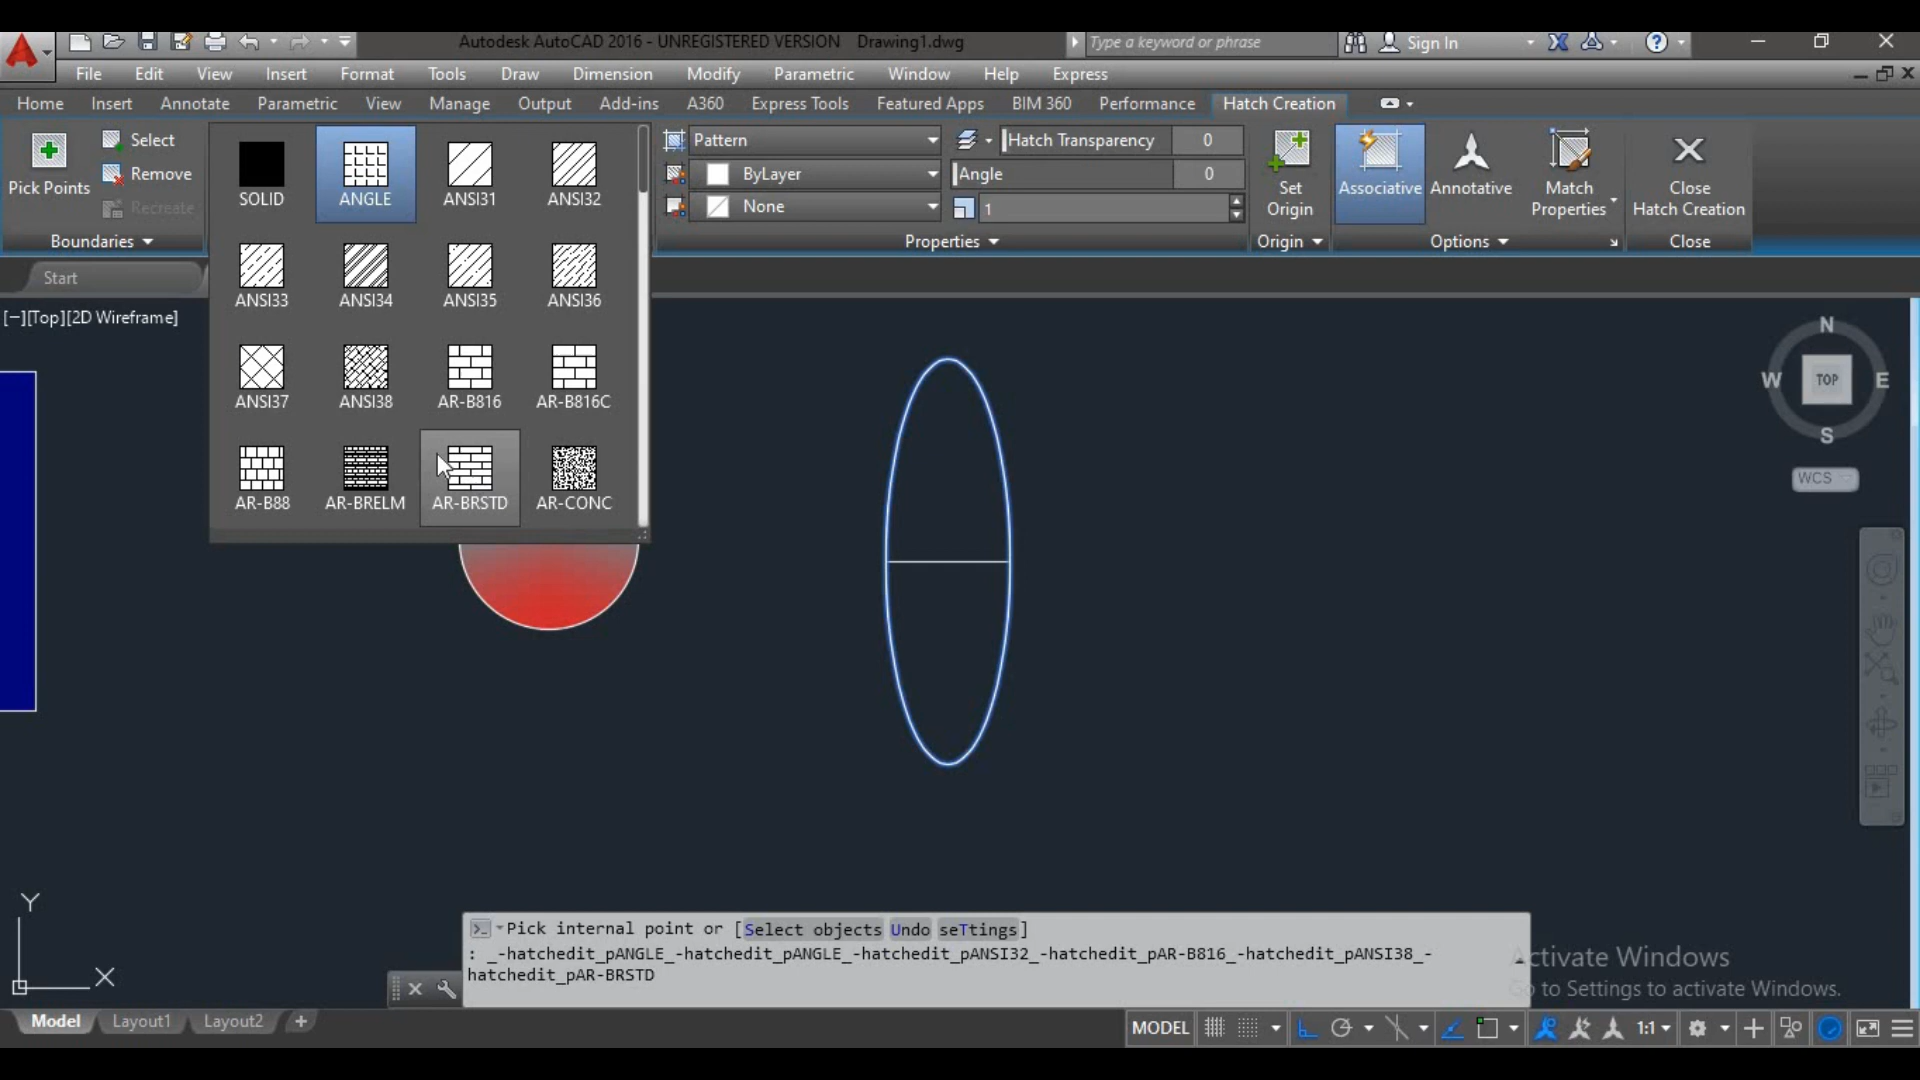 Autodesk AutoCAD 2016 - UNREGISTERED VERSION Drawing1.dwg
Type a keyword or phrase
Sign In
File Edit View Insert Format Tools Draw Dimension Modify Parametric Window Help Express
Home Insert Annotate Parametric View Manage Output Add-ins A360 Express Tools Featured Apps BIM 360 Performance Hatch Creation
Pick Points
Select
Remove
Recreate
Boundaries
SOLID ANGLE ANSI31 ANSI32
ANSI33 ANSI34 ANSI35 ANSI36
ANSI37 ANSI38 AR-B816 AR-B816C
AR-B88 AR-BRELM AR-BRSTD AR-CONC
Pattern
ByLayer
None
Hatch Transparency 0
Angle 0
1
Properties
Set
Origin
Origin
Associative
Annotative
Match
Properties
Options
Close
Hatch Creation
Close
Start
[−][Top][2D Wireframe]
N
W TOP E
S
WCS
Y
X
Pick internal point or [Select objects Undo seTtings]
: _-hatchedit_pANGLE_-hatchedit_pANGLE_-hatchedit_pANSI32_-hatchedit_pAR-B816_-hatchedit_pANSI38_-
hatchedit_pAR-BRSTD
Activate Windows
Go to Settings to activate Windows.
Model Layout1 Layout2 +
MODEL
1:1